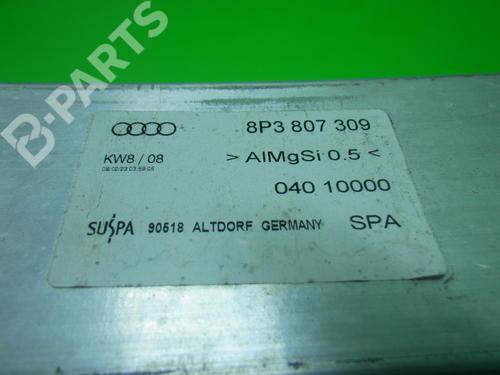 B-PARTS
8P3 807 309
KW8 / 08
> AlMgSi 0.5 <
040 10000
SUSPA 90518 ALTDORF GERMANY SPA